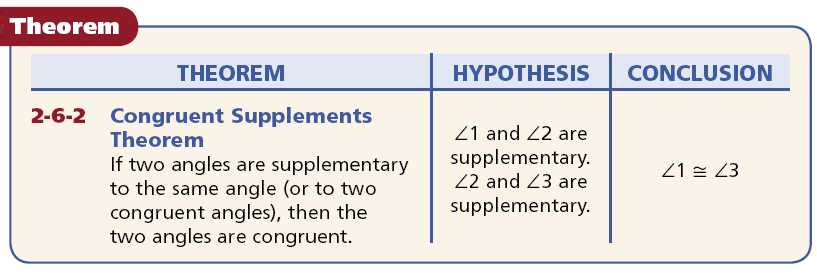 Theorem
THEOREM HYPOTHESIS CONCLUSION
2-6-2 Congruent Supplements
Theorem
If two angles are supplementary
to the same angle (or to two
congruent angles), then the
two angles are congruent.
∠1 and ∠2 are
supplementary.
∠2 and ∠3 are
supplementary.
∠1 ≅ ∠3